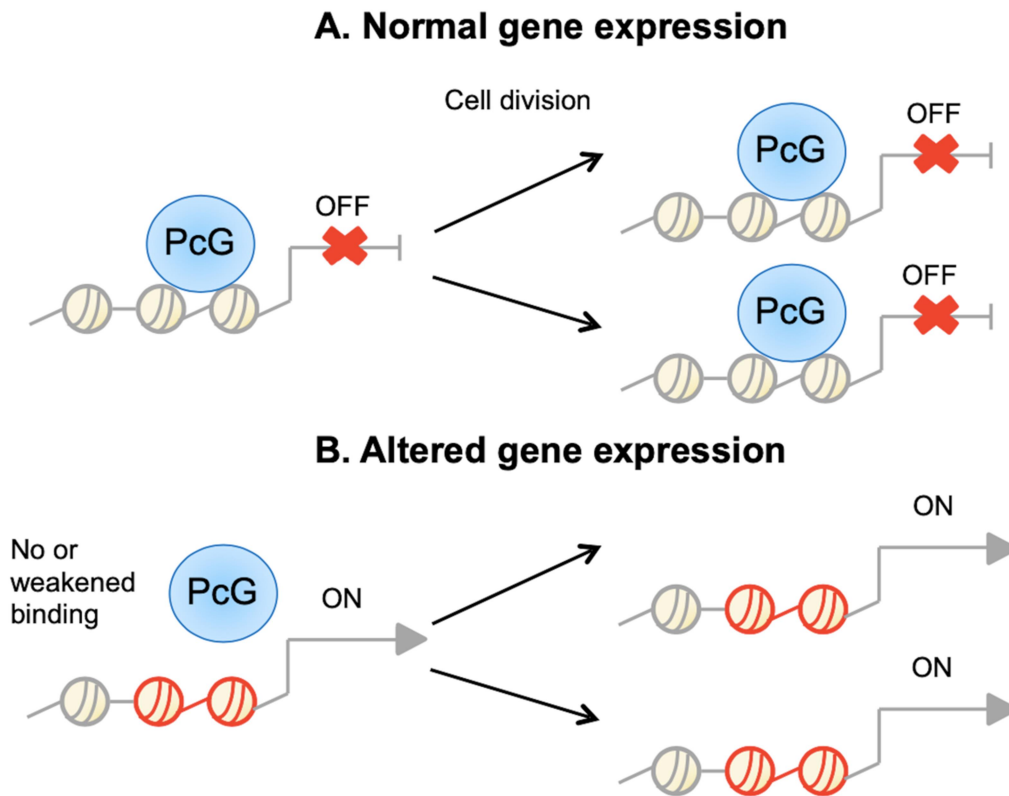 A. Normal gene expression
Cell division
OFF
PcG
OFF
PcG
OFF
PcG
B. Altered gene expression
No or
weakened
binding
PcG
ON
ON
ON